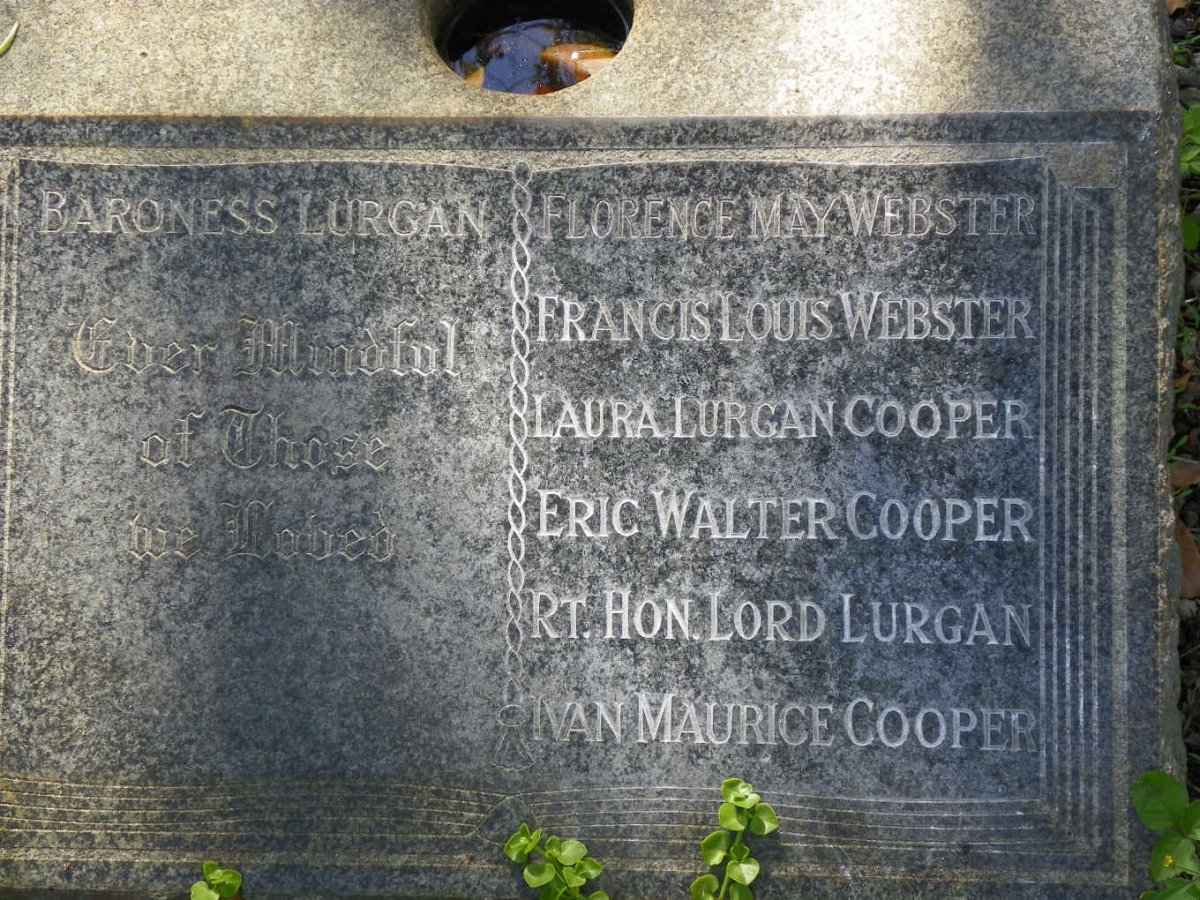 BARONESS LURGAN
Ever Mindful
of Those
we Loved
FLORENCE MAY WEBSTER
FRANCIS LOUIS WEBSTER
LAURA LURGAN COOPER
ERIC WALTER COOPER
RT. HON. LORD LURGAN
IVAN MAURICE COOPER